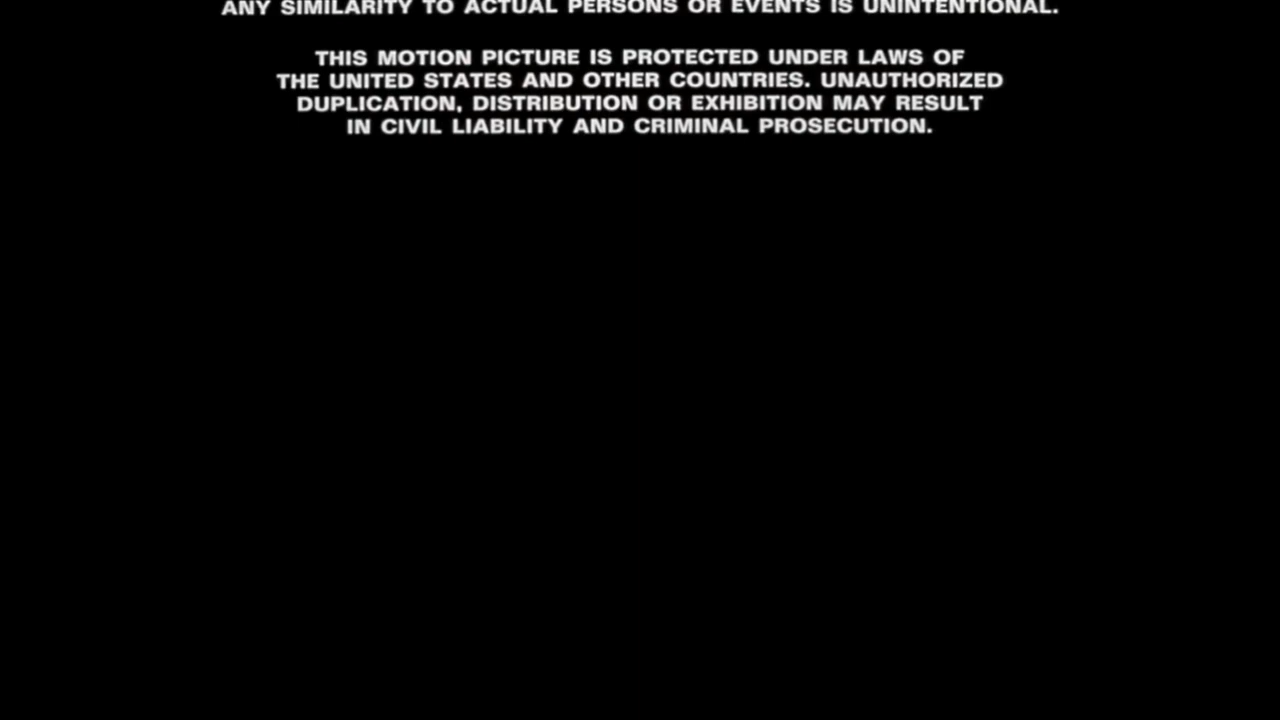 ANY SIMILARITY TO ACTUAL PERSONS OR EVENTS IS UNINTENTIONAL.
THIS MOTION PICTURE IS PROTECTED UNDER LAWS OF
THE UNITED STATES AND OTHER COUNTRIES. UNAUTHORIZED
DUPLICATION, DISTRIBUTION OR EXHIBITION MAY RESULT
IN CIVIL LIABILITY AND CRIMINAL PROSECUTION.